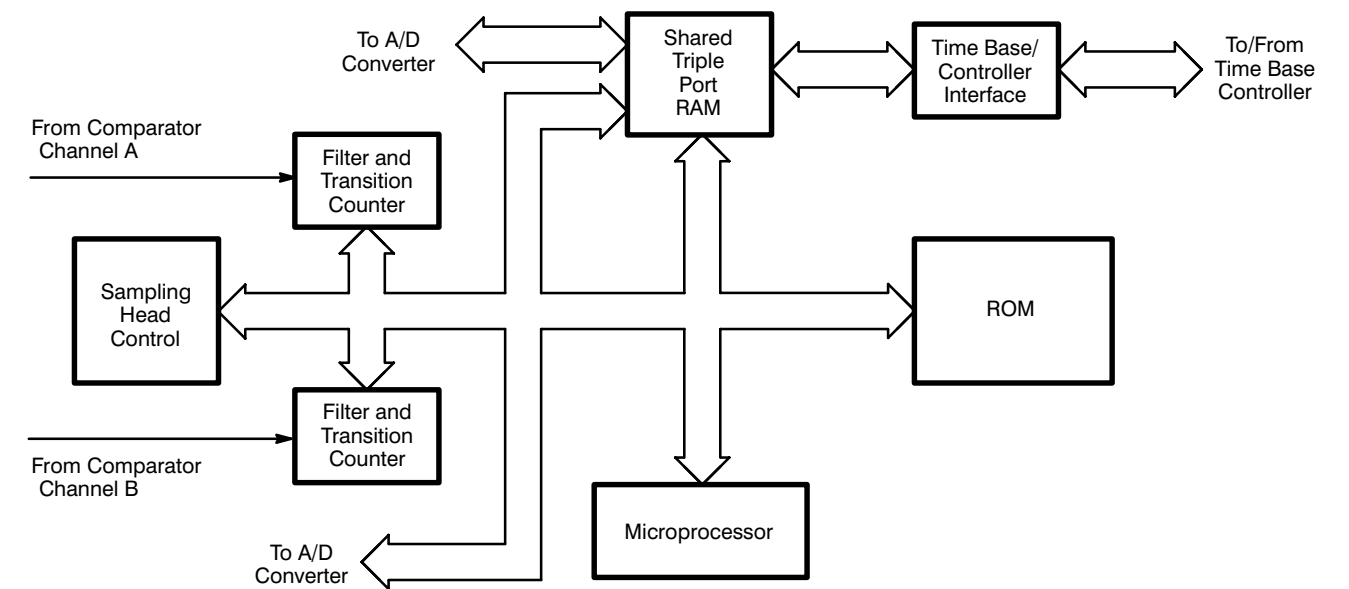 To A/D
Converter
Shared
Triple
Port
RAM
Time Base/
Controller
Interface
To/From
Time Base
Controller
From Comparator
Channel A
Filter and
Transition
Counter
Sampling
Head
Control
ROM
Filter and
Transition
Counter
From Comparator
Channel B
Microprocessor
To A/D
Converter